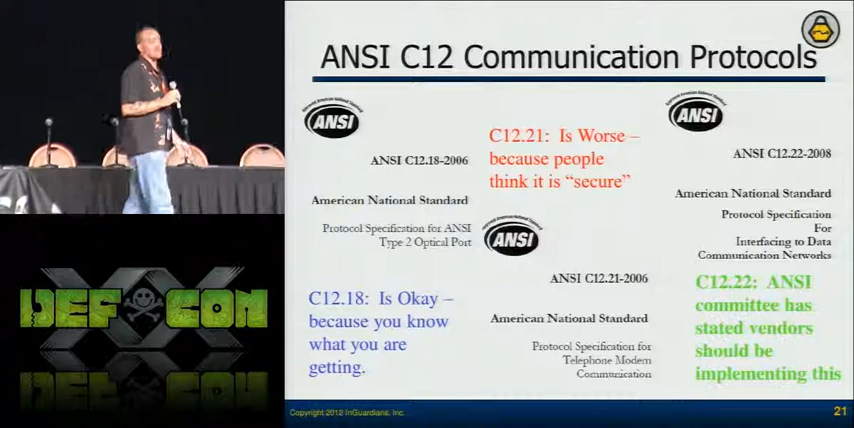 ANSI C12 Communication Protocols
ANSI
ANSI C12.18-2006
American National Standard
Protocol Specification for ANSI
Type 2 Optical Port
C12.18: Is Okay –
because you know
what you are
getting.
C12.21: Is Worse –
because people
think it is “secure”
ANSI
ANSI C12.21-2006
American National Standard
Protocol Specification for
Telephone Modem
Communication
ANSI
ANSI C12.22-2008
American National Standard
Protocol Specification
For
Interfacing to Data
Communication Networks
C12.22: ANSI
committee has
stated vendors
should be
implementing this
DEFCON
XX
Copyright 2012 InGuardians, Inc.
21